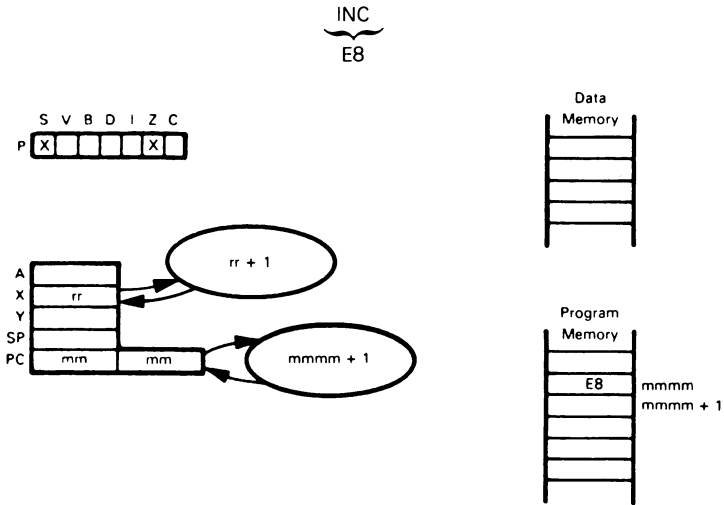 INC
E8
S V B D I Z C
P X X
Data
Memory
A
X rr
Y
SP
PC mm mm
rr + 1
mmmm + 1
Program
Memory
E8 mmmm
mmmm + 1